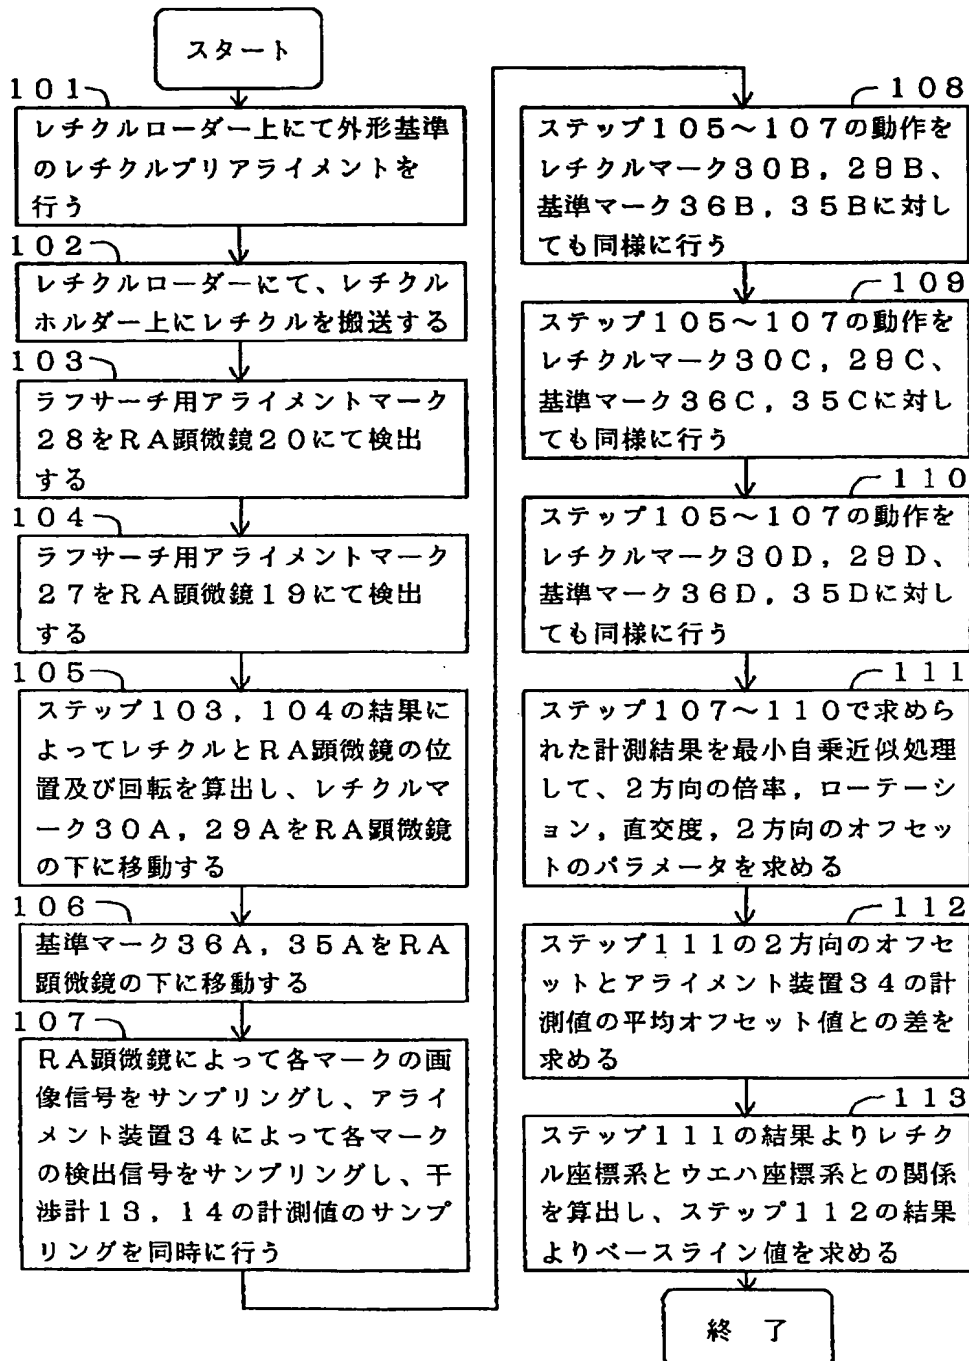 スタート
101
レチクルローダー上にて外形基準
のレチクルプリアライメントを
行う
102
レチクルローダーにて、レチクル
ホルダー上にレチクルを搬送する
103
ラフサーチ用アライメントマーク
28をRA顕微鏡20にて検出
する
104
ラフサーチ用アライメントマーク
27をRA顕微鏡19にて検出
する
105
ステップ103，104の結果に
よってレチクルとRA顕微鏡の位
置及び回転を算出し、レチクルマ
ーク30A，29AをRA顕微鏡
の下に移動する
106
基準マーク36A，35AをRA
顕微鏡の下に移動する
107
RA顕微鏡によって各マークの画
像信号をサンプリングし、アライ
メント装置34によって各マーク
の検出信号をサンプリングし、干
渉計13，14の計測値のサンプ
リングを同時に行う
108
ステップ105～107の動作を
レチクルマーク30B，29B、
基準マーク36B，35Bに対し
ても同様に行う
109
ステップ105～107の動作を
レチクルマーク30C，29C、
基準マーク36C，35Cに対し
ても同様に行う
110
ステップ105～107の動作を
レチクルマーク30D，29D、
基準マーク36D，35Dに対し
ても同様に行う
111
ステップ107～110で求めら
れた計測結果を最小自乗近似処理
して、2方向の倍率，ローテーシ
ョン，直交度，2方向のオフセッ
トのパラメータを求める
112
ステップ111の2方向のオフセ
ットとアライメント装置34の計
測値の平均オフセット値との差を
求める
113
ステップ111の結果よりレチク
ル座標系とウエハ座標系との関係
を算出し、ステップ112の結果
よりベースライン値を求める
終了